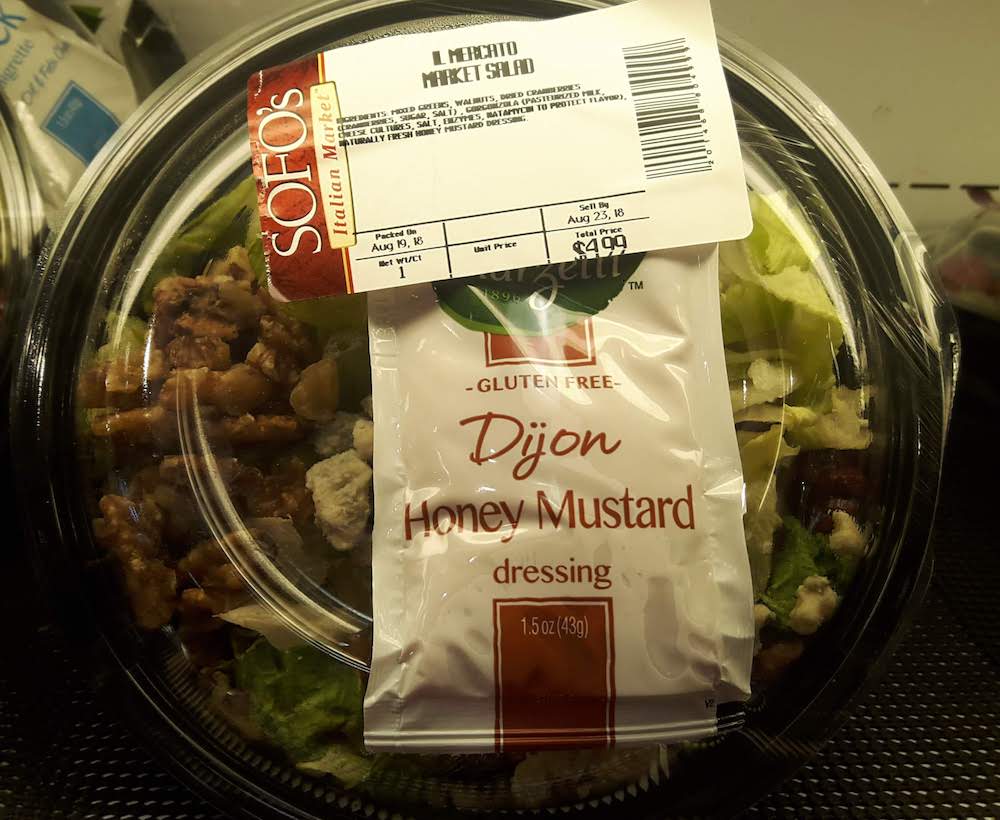 SOFO'S
Italian Market
IL MERCATO
MARKET SALAD
INGREDIENTS: MIXED GREENS, WALNUTS, DRIED CRANBERRIES
(CRANBERRIES, SUGAR, SALT), GORGONZOLA (PASTEURIZED MILK,
CHEESE CULTURES, SALT, ENZYMES, NATAMYCIN TO PROTECT FLAVOR),
NATURALLY FRESH HONEY MUSTARD DRESSING.
Packed On
Aug 19, 18
Sell By
Aug 23, 18
Net Wt/Ct
1
Unit Price
Total Price
$4.99
1896
TM
-GLUTEN FREE-
Dijon
Honey Mustard
dressing
1.5 oz (43g)